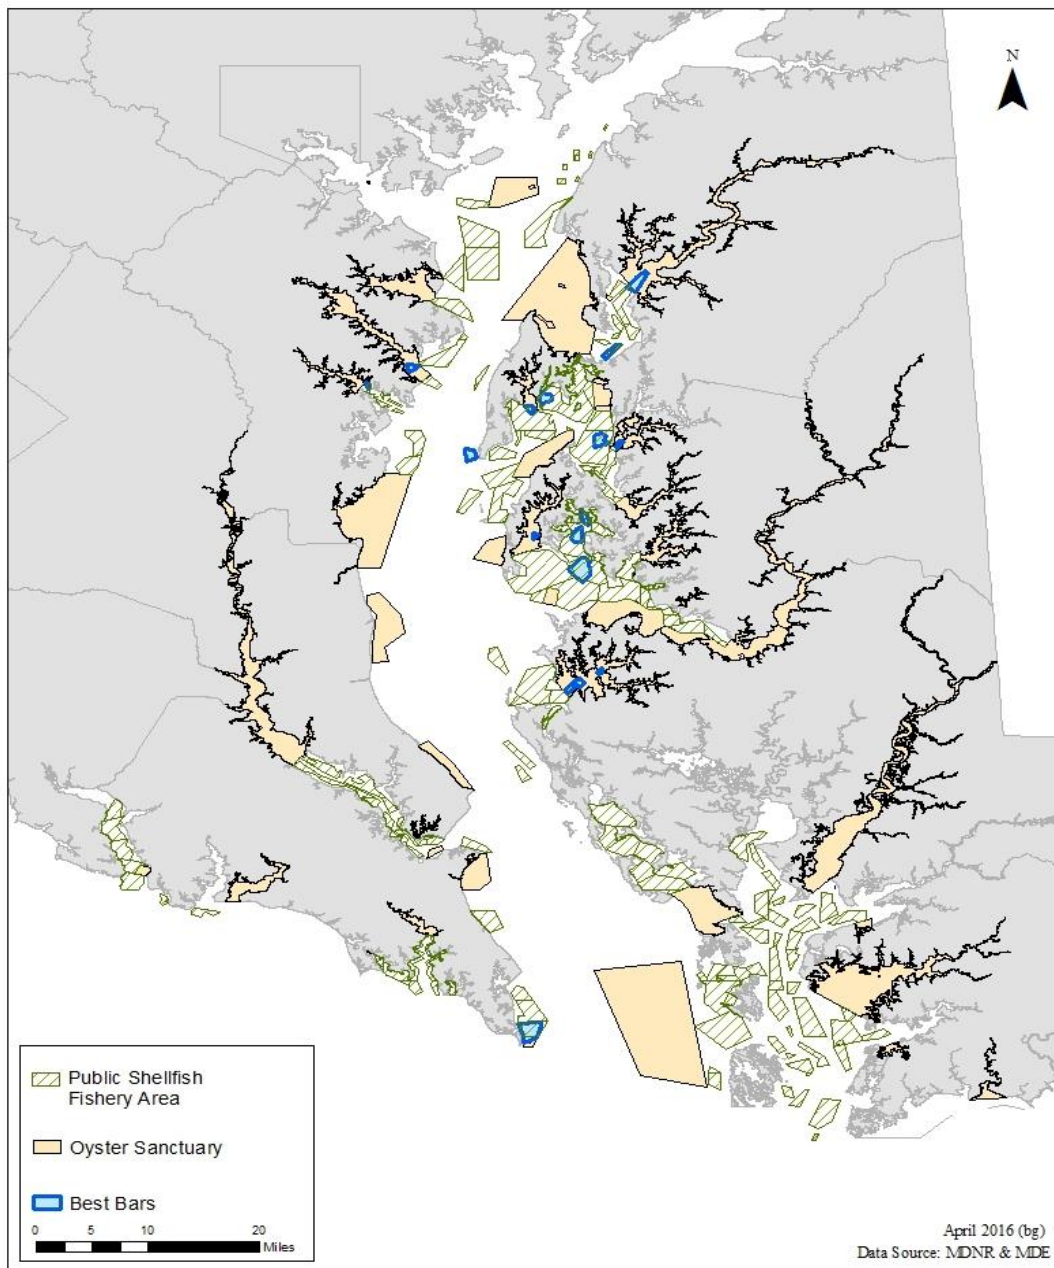 N
Public Shellfish
Fishery Area
Oyster Sanctuary
Best Bars
0 5 10 20
Miles
April 2016 (bg)
Data Source: MDNR & MDE